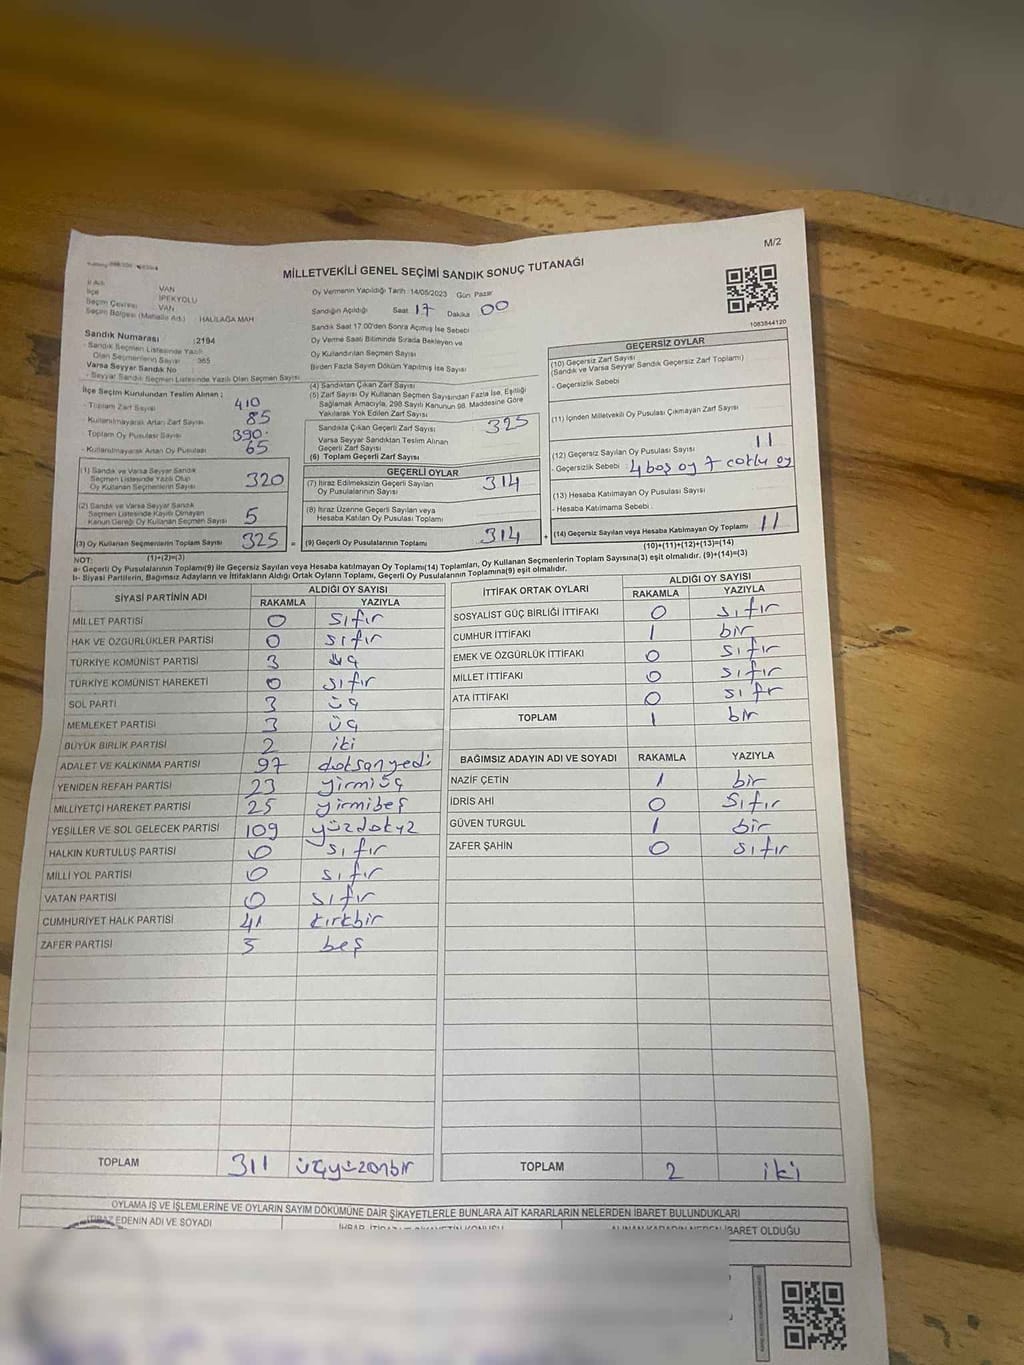 M/2
MİLLETVEKİLİ GENEL SEÇİMİ SANDIK SONUÇ TUTANAĞI
1083844120
İl Adı : VAN
İlçe : İPEKYOLU
Seçim Çevresi : VAN
Seçim Bölgesi (Mahalle Adı) : HALİLAĞA MAH
Sandık Numarası : 2194
- Sandık Seçmen Listesinde Yazılı
Olan Seçmenlerin Sayısı : 385
Varsa Seyyar Sandık No
- Seyyar Sandık Seçmen Listesinde Yazılı Olan Seçmen Sayısı
İlçe Seçim Kurulundan Teslim Alınan :
- Toplam Zarf Sayısı 410
- Kullanılmayarak Artan Zarf Sayısı 85
Toplam Oy Pusulası Sayısı 390
- Kullanılmayarak Artan Oy Pusulası 65
(1) Sandık ve Varsa Seyyar Sandık
Seçmen Listesinde Yazılı Olup
Oy Kullanan Seçmenlerin Sayısı 320
(2) Sandık ve Varsa Seyyar Sandık
Seçmen Listesinde Kayıtlı Olmayan
Kanun Gereği Oy Kullanan Seçmen Sayısı 5
(3) Oy Kullanan Seçmenlerin Toplam Sayısı 325 =
(1)+(2)=(3)
Oy Vermenin Yapıldığı Tarih : 14/05/2023 Gün Pazar
Sandığın Açıldığı Saat 17 Dakika 00
Sandık Saat 17.00'den Sonra Açımış İse Sebebi
Oy Verme Saati Bitiminde Sırada Bekleyen ve
Oy Kullandırılan Seçmen Sayısı
Birden Fazla Sayım Döküm Yapılmış İse Sayısı
(4) Sandıktan Çıkan Zarf Sayısı
(5) Zarf Sayısı Oy Kullanan Seçmen Sayısından Fazla İse, Eşitliği
Sağlamak Amacıyla, 298 Sayılı Kanunun 98. Maddesine Göre
Yakılarak Yok Edilen Zarf Sayısı
Sandıkta Çıkan Geçerli Zarf Sayısı 325
Varsa Seyyar Sandıktan Teslim Alınan
Geçerli Zarf Sayısı
(6) Toplam Geçerli Zarf Sayısı
GEÇERLİ OYLAR
(7) İtiraz Edilmeksizin Geçerli Sayılan
Oy Pusulalarının Sayısı 314
(8) İtiraz Üzerine Geçerli Sayılan veya
Hesaba Katılan Oy Pusulası Toplamı
(9) Geçerli Oy Pusulalarının Toplamı 314 +
GEÇERSİZ OYLAR
(10) Geçersiz Zarf Sayısı
(Sandık ve Varsa Seyyar Sandık Geçersiz Zarf Toplamı)
- Geçersizlik Sebebi
(11) İçinden Milletvekili Oy Pusulası Çıkmayan Zarf Sayısı
(12) Geçersiz Sayılan Oy Pusulası Sayısı 11
- Geçersizlik Sebebi : 4 boş oy 7 çoklu oy
(13) Hesaba Katılmayan Oy Pusulası Sayısı
- Hesaba Katılmama Sebebi :
(14) Geçersiz Sayılan veya Hesaba Katılmayan Oy Toplamı 11
(10)+(11)+(12)+(13)=(14)
NOT:
a- Geçerli Oy Pusulalarının Toplamı(9) ile Geçersiz Sayılan veya Hesaba katılmayan Oy Toplamı(14) Toplamları, Oy Kullanan Seçmenlerin Toplam Sayısına(3) eşit olmalıdır. (9)+(14)=(3)
b- Siyasi Partilerin, Bağımsız Adayların ve İttifakların Aldığı Ortak Oyların Toplamı, Geçerli Oy Pusulalarının Toplamına(9) eşit olmalıdır.
SİYASİ PARTİNİN ADI ALDIĞI OY SAYISI
RAKAMLA YAZIYLA
MİLLET PARTİSİ 0 sıfır
HAK VE ÖZGÜRLÜKLER PARTİSİ 0 sıfır
TÜRKİYE KOMÜNİST PARTİSİ 3 üç
TÜRKİYE KOMÜNİST HAREKETİ 0 sıfır
SOL PARTİ 3 üç
MEMLEKET PARTİSİ 3 üç
BÜYÜK BİRLİK PARTİSİ 2 iki
ADALET VE KALKINMA PARTİSİ 97 doksanyedi
YENİDEN REFAH PARTİSİ 23 yirmiüç
MİLLİYETÇİ HAREKET PARTİSİ 25 yirmibeş
YEŞİLLER VE SOL GELECEK PARTİSİ 109 yüzdokuz
HALKIN KURTULUŞ PARTİSİ 0 sıfır
MİLLİ YOL PARTİSİ 0 sıfır
VATAN PARTİSİ 0 sıfır
CUMHURİYET HALK PARTİSİ 41 kırkbir
ZAFER PARTİSİ 5 beş
TOPLAM 311 üçyüzonbir
İTTİFAK ORTAK OYLARI ALDIĞI OY SAYISI
RAKAMLA YAZIYLA
SOSYALİST GÜÇ BİRLİĞİ İTTİFAKI 0 sıfır
CUMHUR İTTİFAKI 1 bir
EMEK VE ÖZGÜRLÜK İTTİFAKI 0 sıfır
MİLLET İTTİFAKI 0 sıfır
ATA İTTİFAKI 0 sıfr
TOPLAM 1 bir
BAĞIMSIZ ADAYIN ADI VE SOYADI RAKAMLA YAZIYLA
NAZİF ÇETİN 1 bir
İDRİS AHİ 0 sıfır
GÜVEN TURGUL 1 bir
ZAFER ŞAHİN 0 sıfır
TOPLAM 2 iki
OYLAMA İŞ VE İŞLEMLERİNE VE OYLARIN SAYIM DÖKÜMÜNE DAİR ŞİKAYETLERLE BUNLARA AİT KARARLARIN NELERDEN İBARET BULUNDUKLARI
İTİRAZ EDENİN ADI VE SOYADI
İBARET OLDUĞU